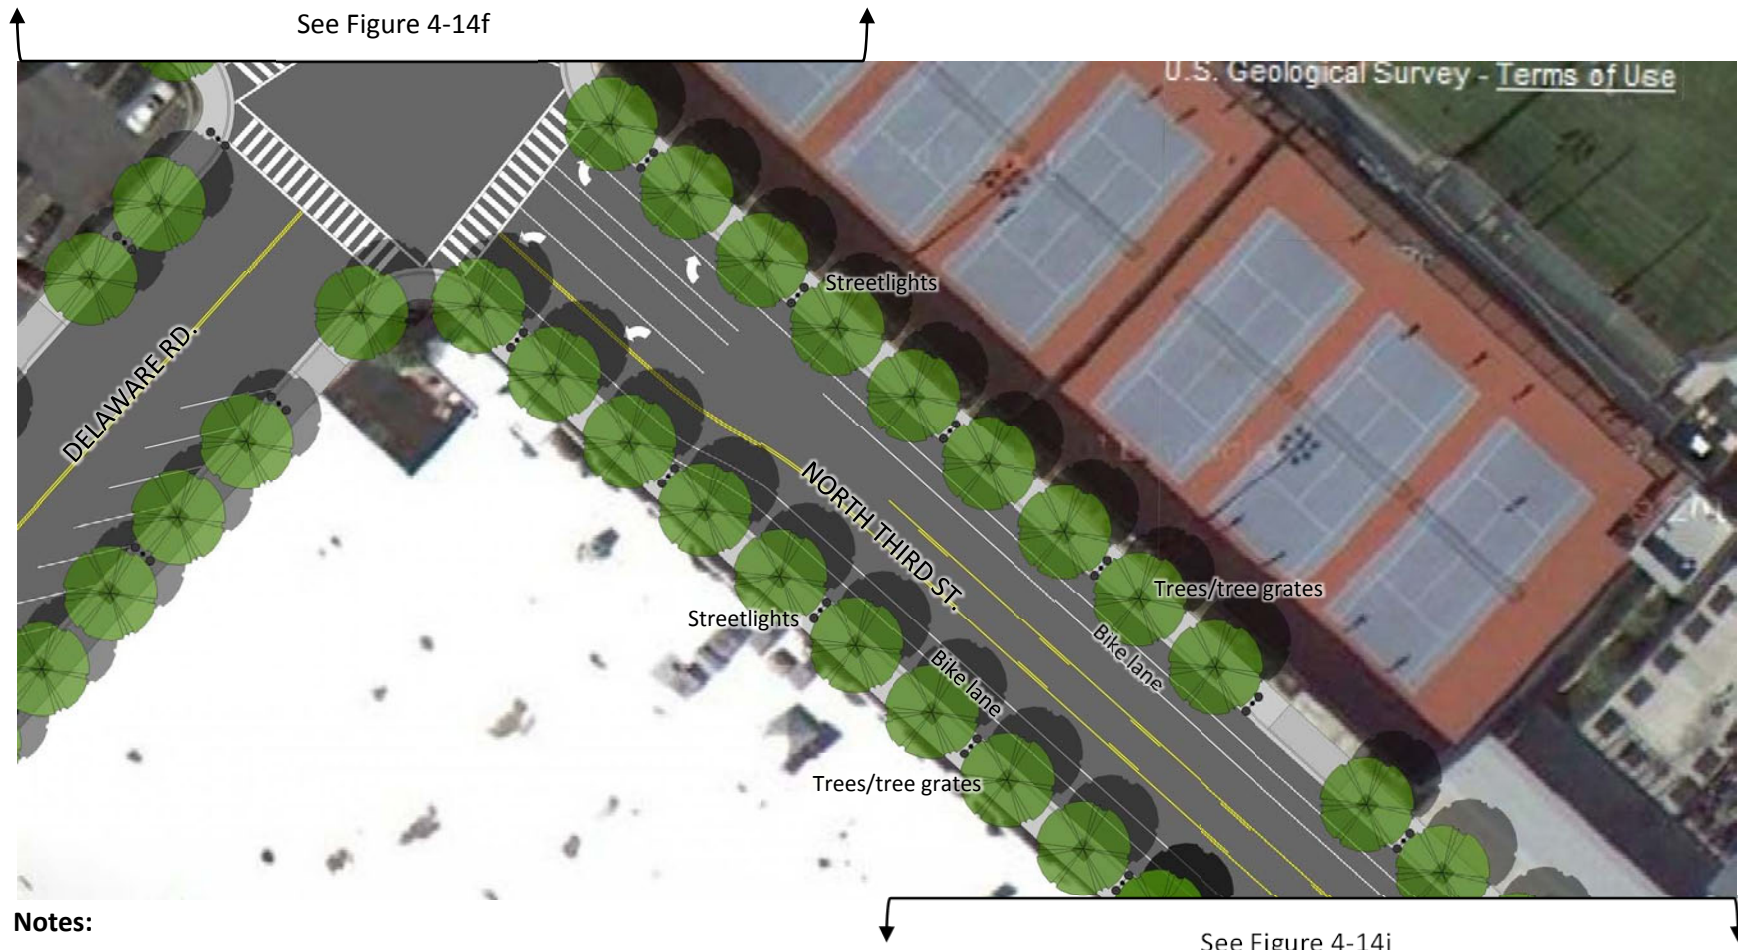 See Figure 4-14f
U.S. Geological Survey - Terms of Use
Streetlights
DELAWARE RD.
NORTH THIRD ST.
Trees/tree grates
Streetlights
Bike lane
Bike lane
Trees/tree grates
Notes:
See Figure 4-14i